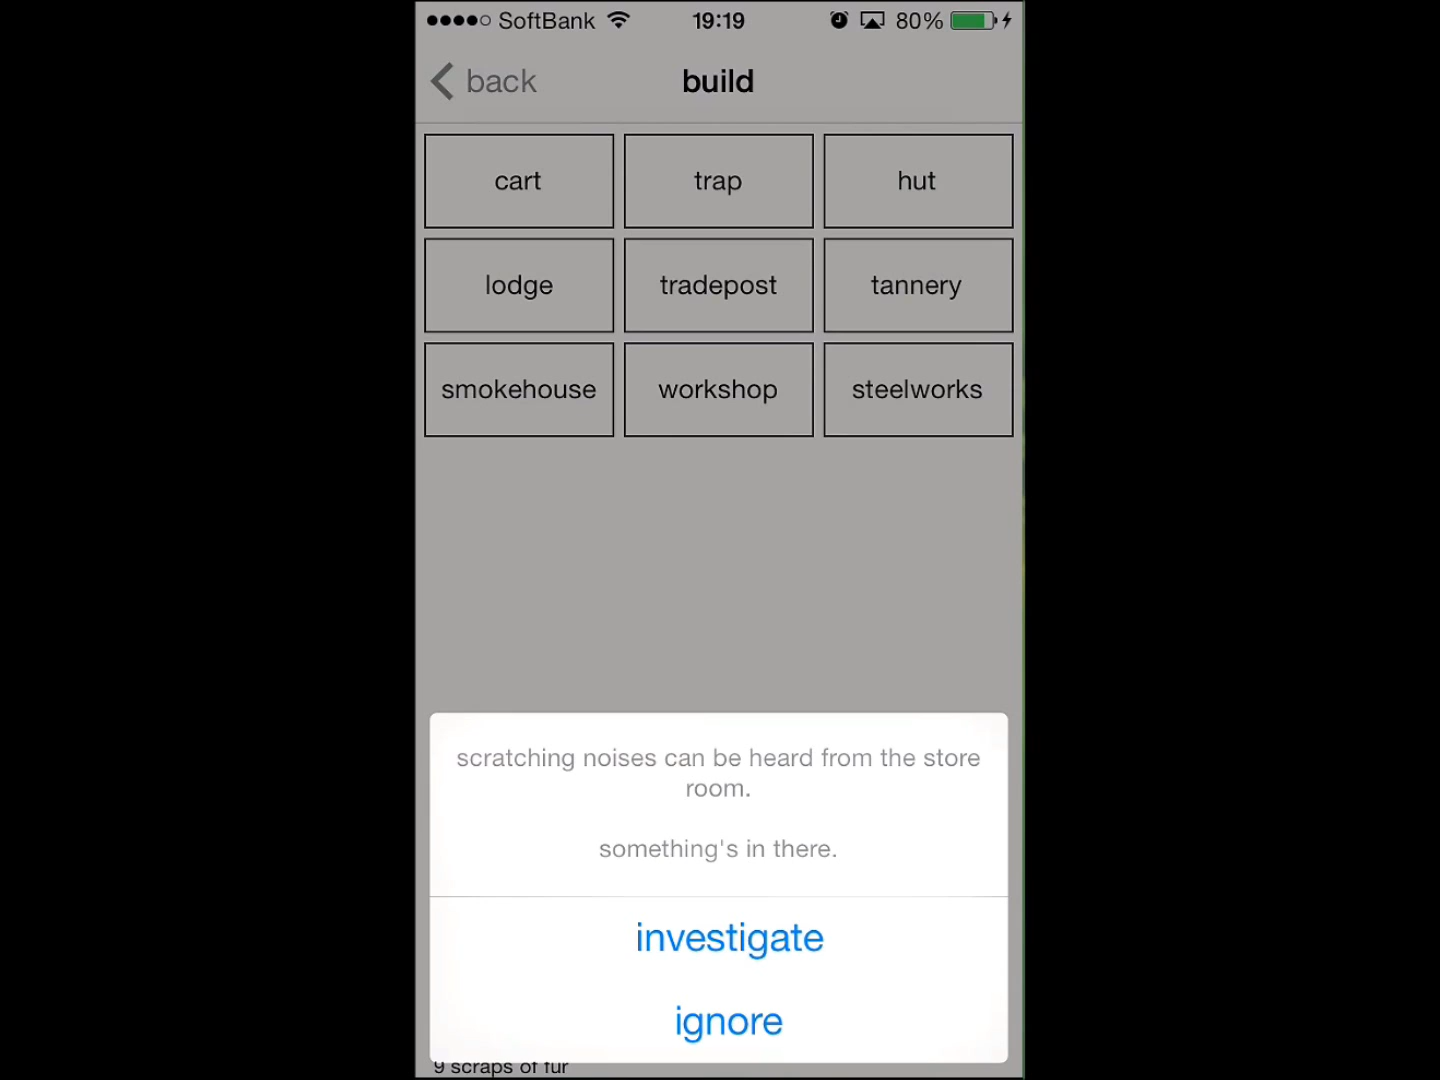 SoftBank 19:19 80%
back build
cart trap hut
lodge tradepost tannery
smokehouse workshop steelworks
scratching noises can be heard from the store
room.
something's in there.
investigate
ignore
9 scraps of fur